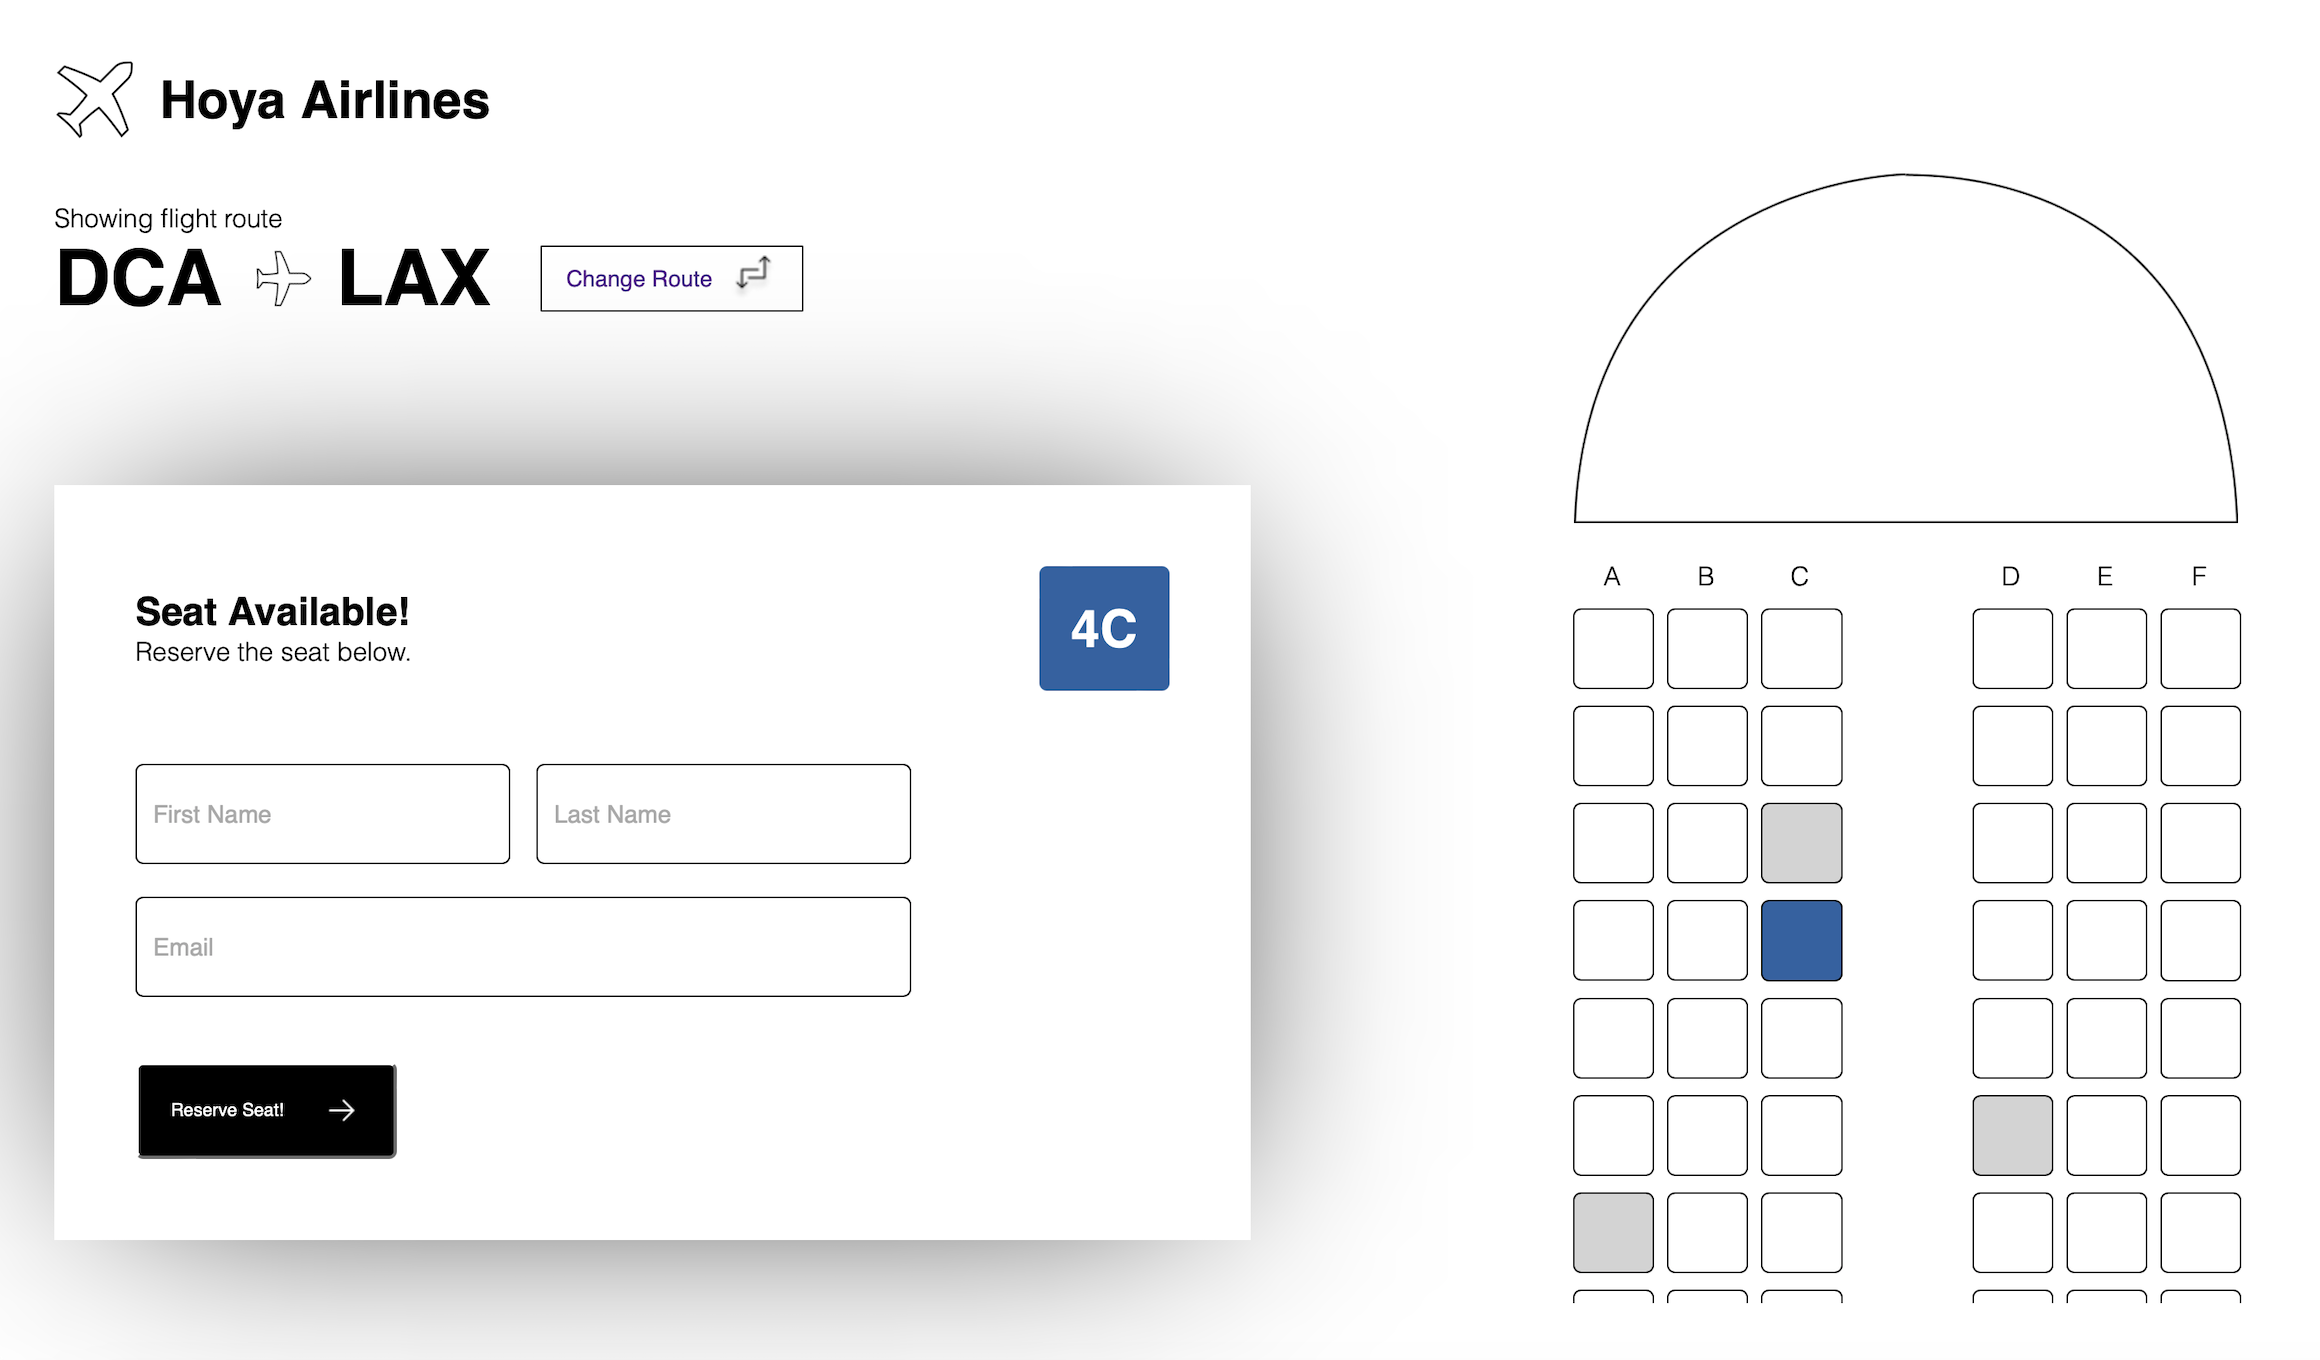 Hoya Airlines
Showing flight route
DCA LAX
Change Route
Seat Available!
Reserve the seat below.
4C
First Name
Last Name
Email
Reserve Seat!
A B C D E F